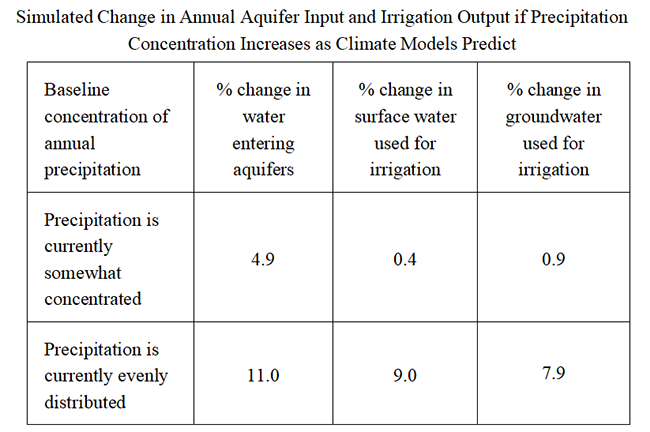 Simulated Change in Annual Aquifer Input and Irrigation Output if Precipitation
Concentration Increases as Climate Models Predict
Baseline
concentration of
annual
precipitation
% change in
water
entering
aquifers
% change in
surface water
used for
irrigation
% change in
groundwater
used for
irrigation
Precipitation is
currently
somewhat
concentrated
4.9
0.4
0.9
Precipitation is
currently evenly
distributed
11.0
9.0
7.9